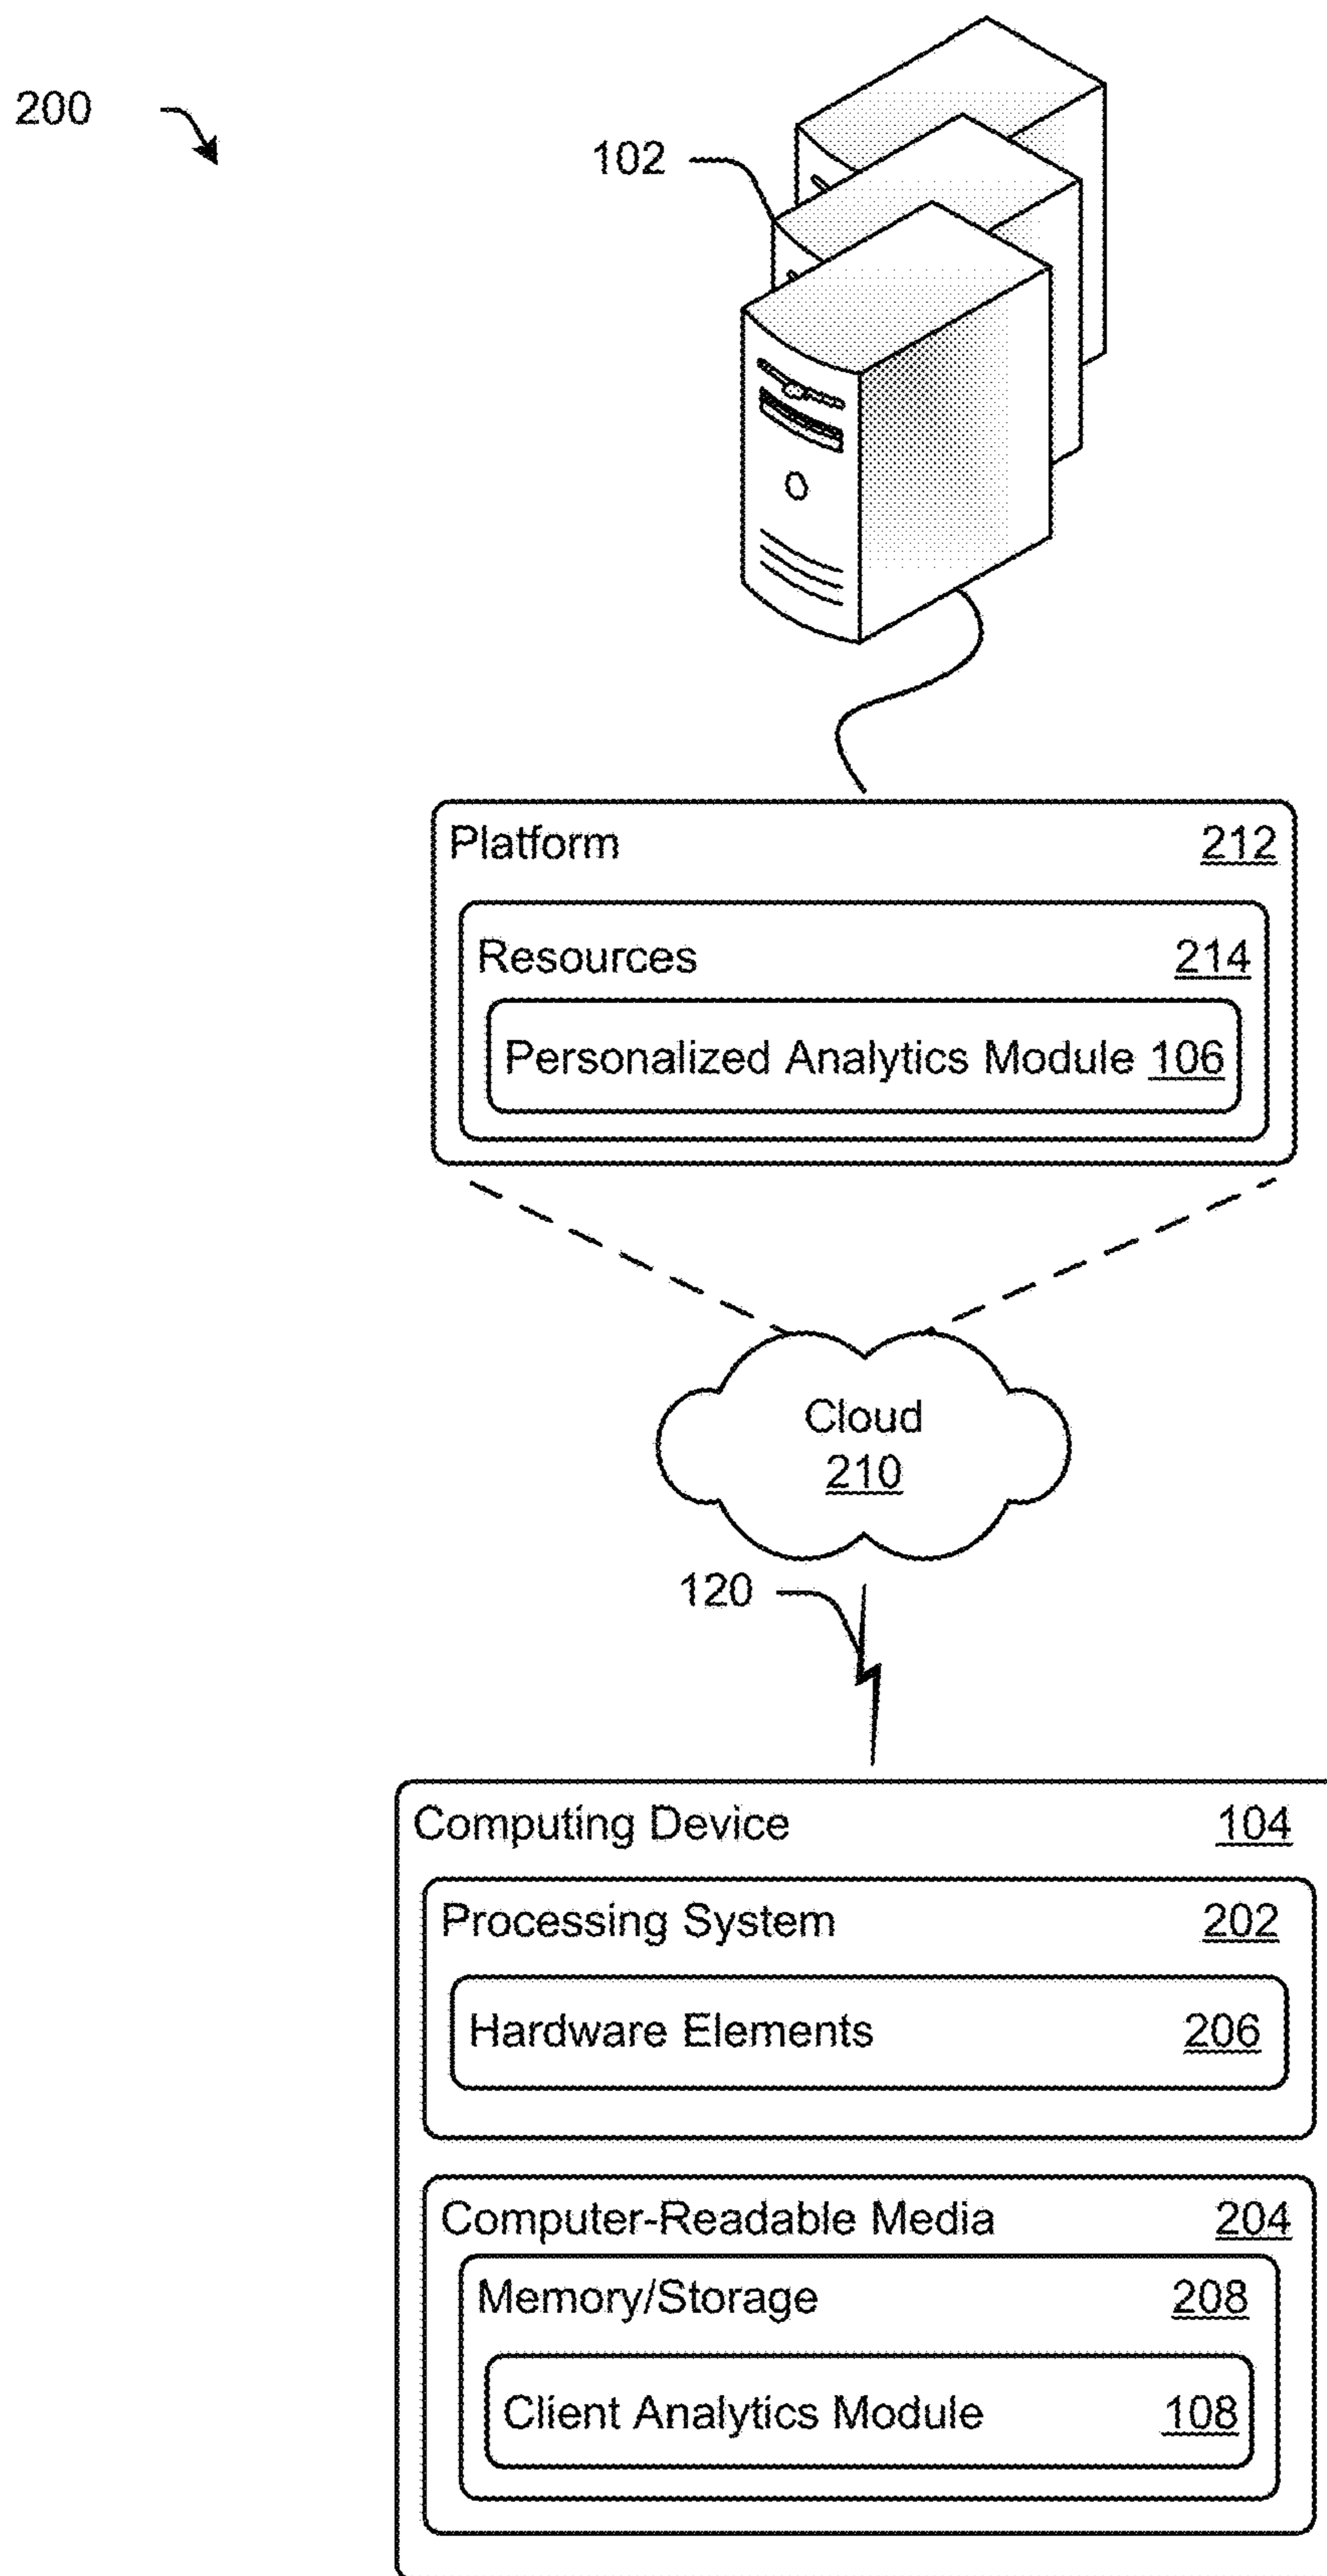 200
102
Platform 212
Resources 214
Personalized Analytics Module 106
Cloud
210
120
Computing Device 104
Processing System 202
Hardware Elements 206
Computer-Readable Media 204
Memory/Storage 208
Client Analytics Module 108